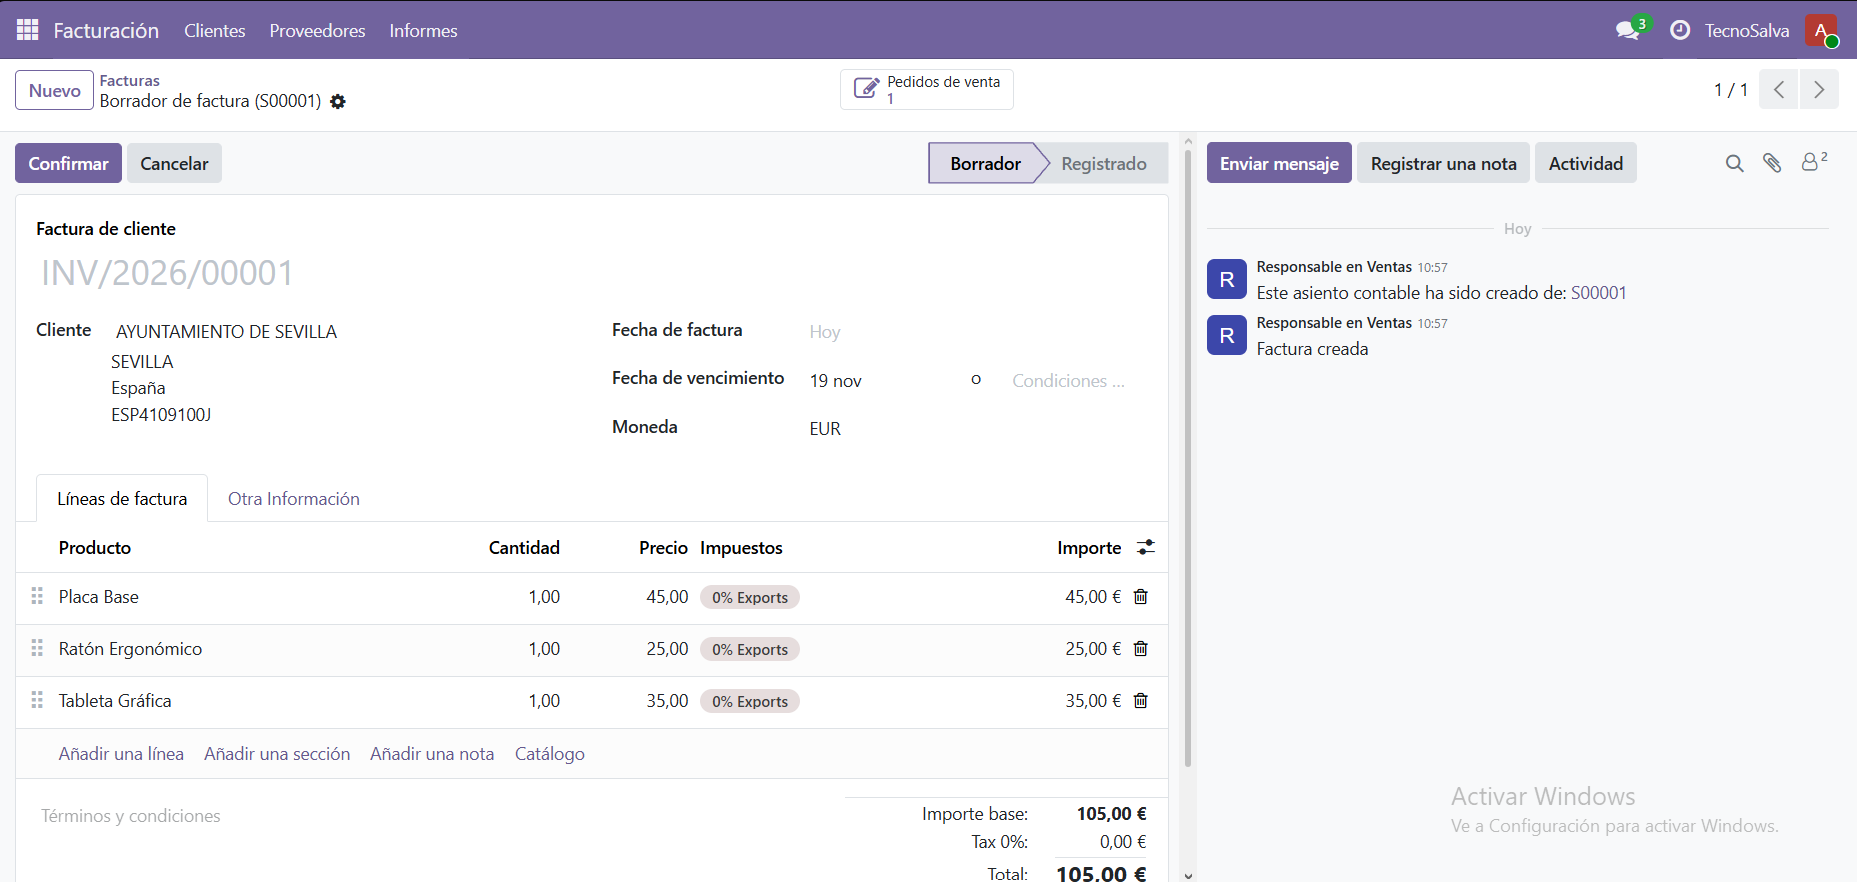 Facturación Clientes Proveedores Informes 3 TecnoSalva A
Nuevo Facturas
Borrador de factura (S00001)
Pedidos de venta
1
1 / 1
Confirmar Cancelar Borrador Registrado
Enviar mensaje Registrar una nota Actividad 2
Factura de cliente
INV/2026/00001
Cliente AYUNTAMIENTO DE SEVILLA
SEVILLA
España
ESP4109100J
Fecha de factura Hoy
Fecha de vencimiento 19 nov o Condiciones ...
Moneda EUR
Líneas de factura Otra Información
Producto Cantidad Precio Impuestos Importe
Placa Base 1,00 45,00 0% Exports 45,00 €
Ratón Ergonómico 1,00 25,00 0% Exports 25,00 €
Tableta Gráfica 1,00 35,00 0% Exports 35,00 €
Añadir una línea Añadir una sección Añadir una nota Catálogo
Términos y condiciones
Importe base: 105,00 €
Tax 0%: 0,00 €
Total: 105,00 €
Hoy
R Responsable en Ventas 10:57
Este asiento contable ha sido creado de: S00001
R Responsable en Ventas 10:57
Factura creada
Activar Windows
Ve a Configuración para activar Windows.